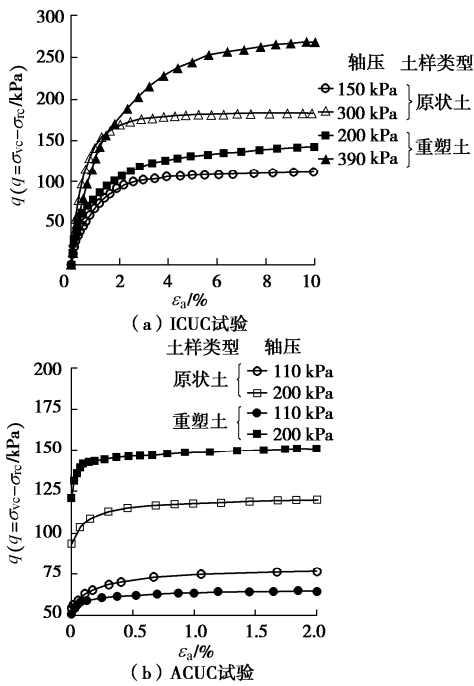 300
250
200
150
100
50
q(q=σvc-σrc/kPa)
轴压 土样类型
150 kPa
300 kPa
原状土
200 kPa
390 kPa
重塑土
0 2 4 6 8 10
εa/%
(a) ICUC试验
土样类型 轴压
原状土
110 kPa
200 kPa
重塑土
110 kPa
200 kPa
200
175
150
125
100
75
50
q(q=σvc-σrc/kPa)
0 0.5 1.0 1.5 2.0
εa/%
(b) ACUC试验